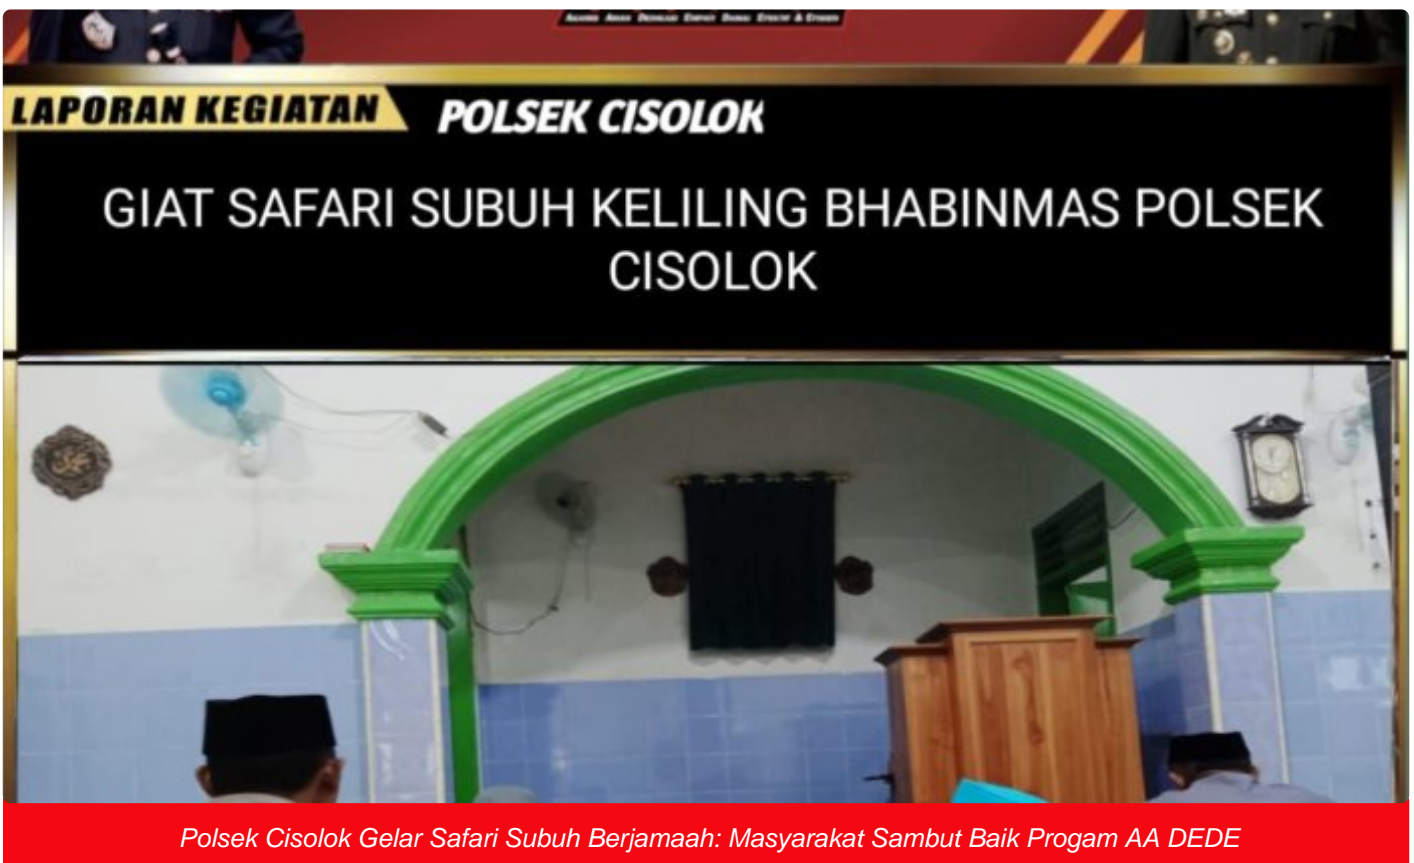 LAPORAN KEGIATAN POLSEK CISOLOK
GIAT SAFARI SUBUH KELILING BHABINMAS POLSEK
CISOLOK
Polsek Cisolok Gelar Safari Subuh Berjamaah: Masyarakat Sambut Baik Progam AA DEDE